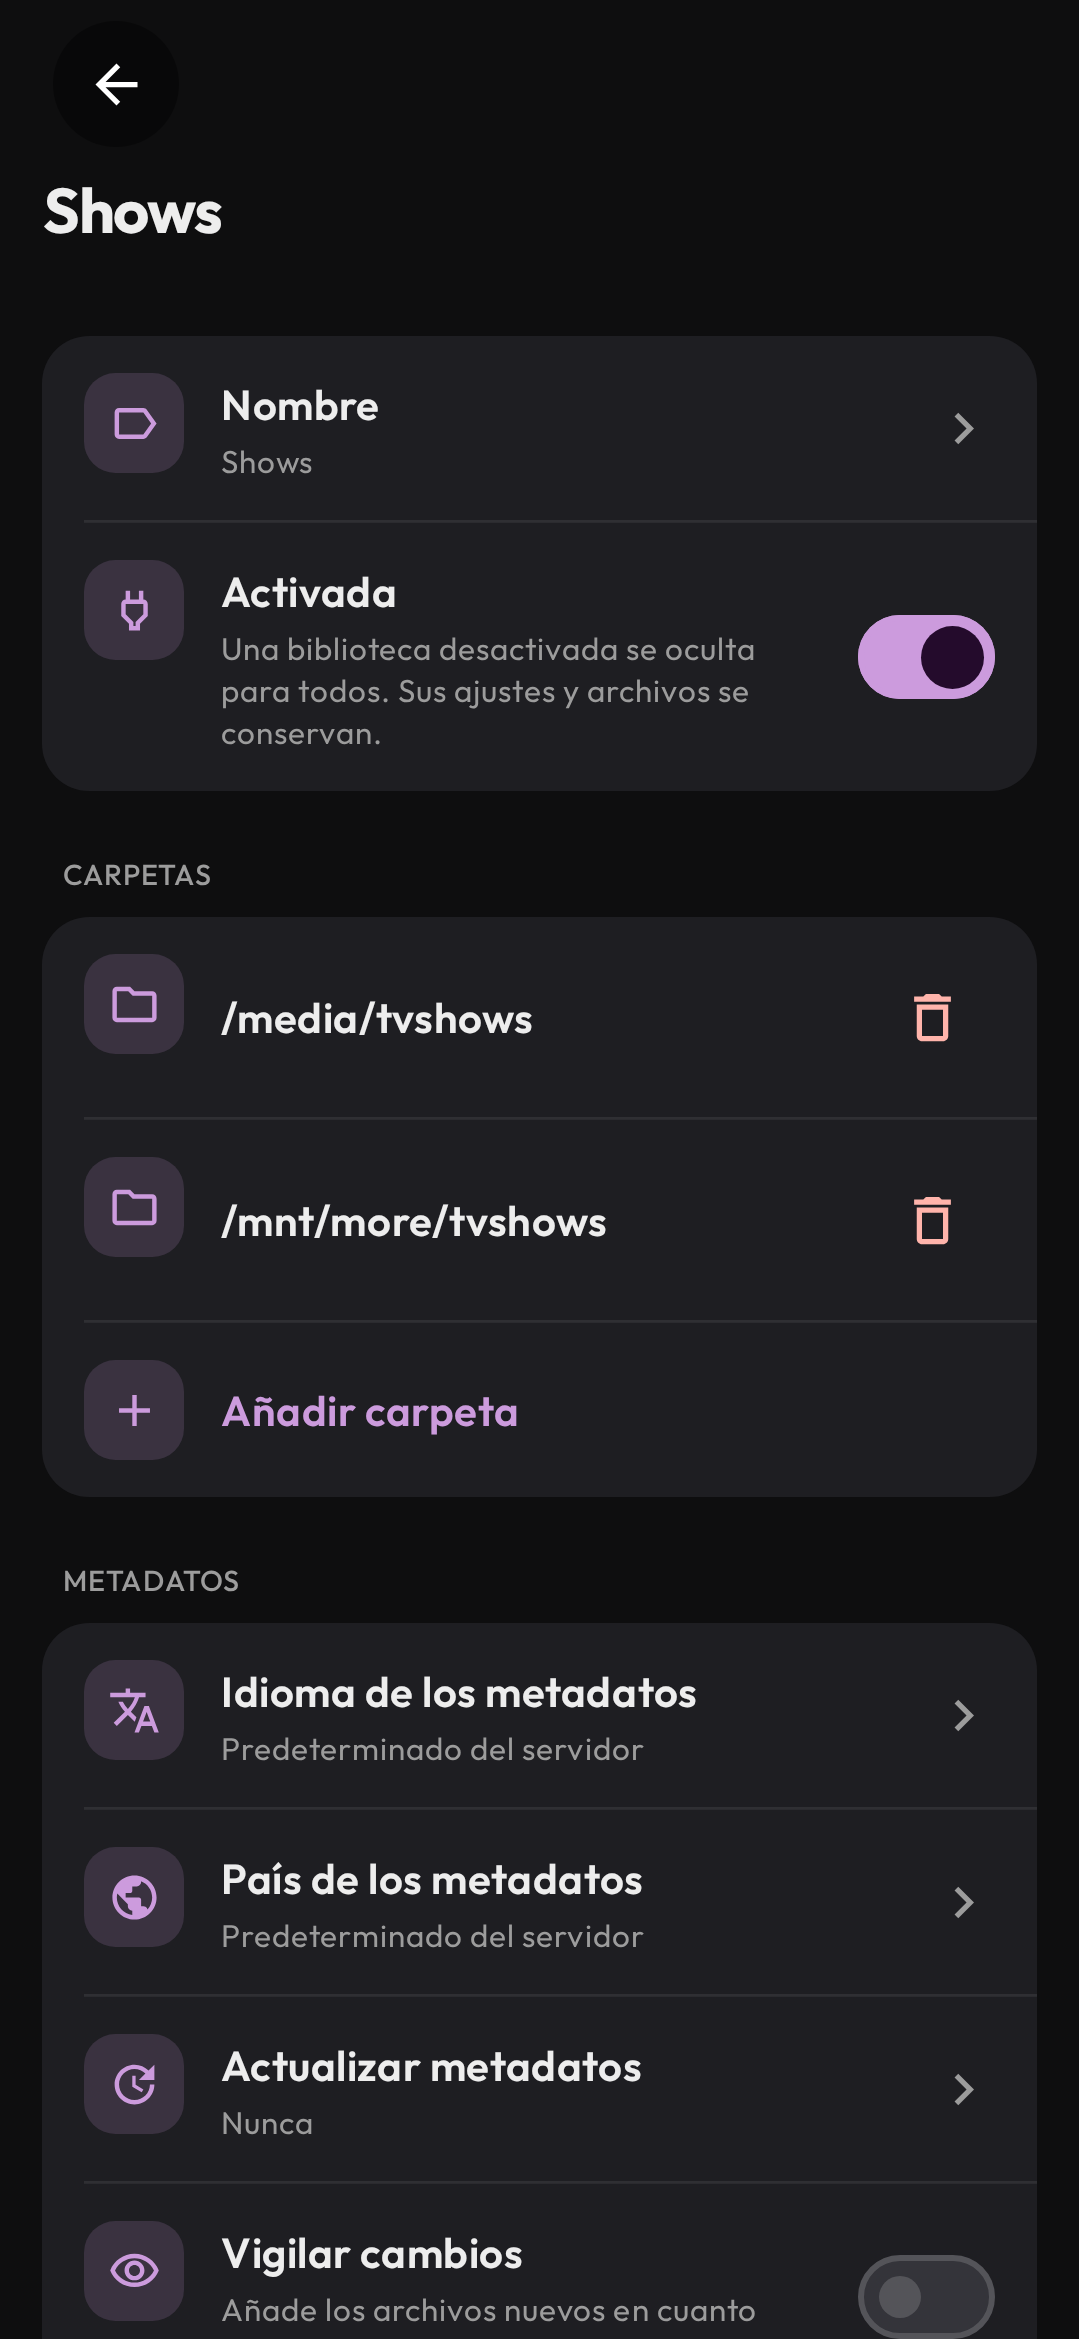 Shows
Nombre
Shows
Activada
Una biblioteca desactivada se oculta
para todos. Sus ajustes y archivos se
conservan.
CARPETAS
/media/tvshows
/mnt/more/tvshows
Añadir carpeta
METADATOS
Idioma de los metadatos
Predeterminado del servidor
País de los metadatos
Predeterminado del servidor
Actualizar metadatos
Nunca
Vigilar cambios
Añade los archivos nuevos en cuanto